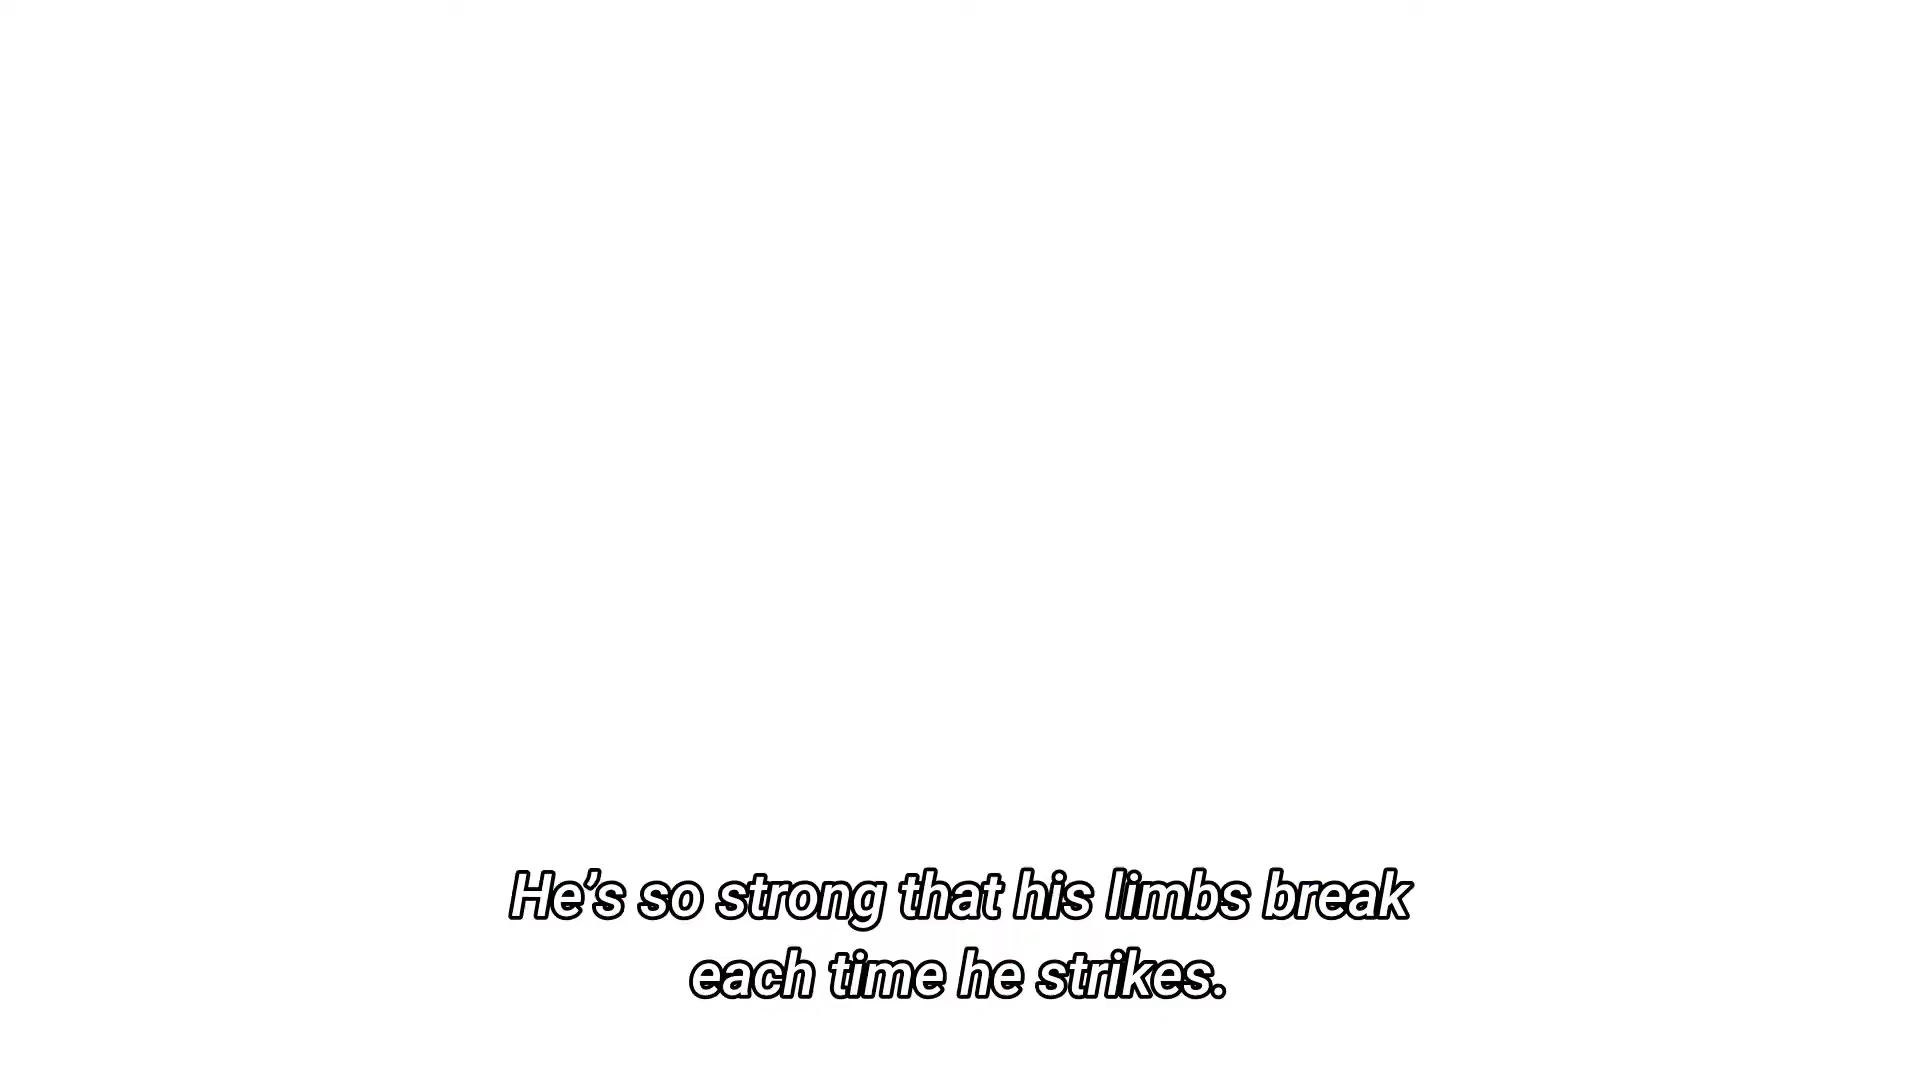 He’s so strong that his limbs break
each time he strikes.